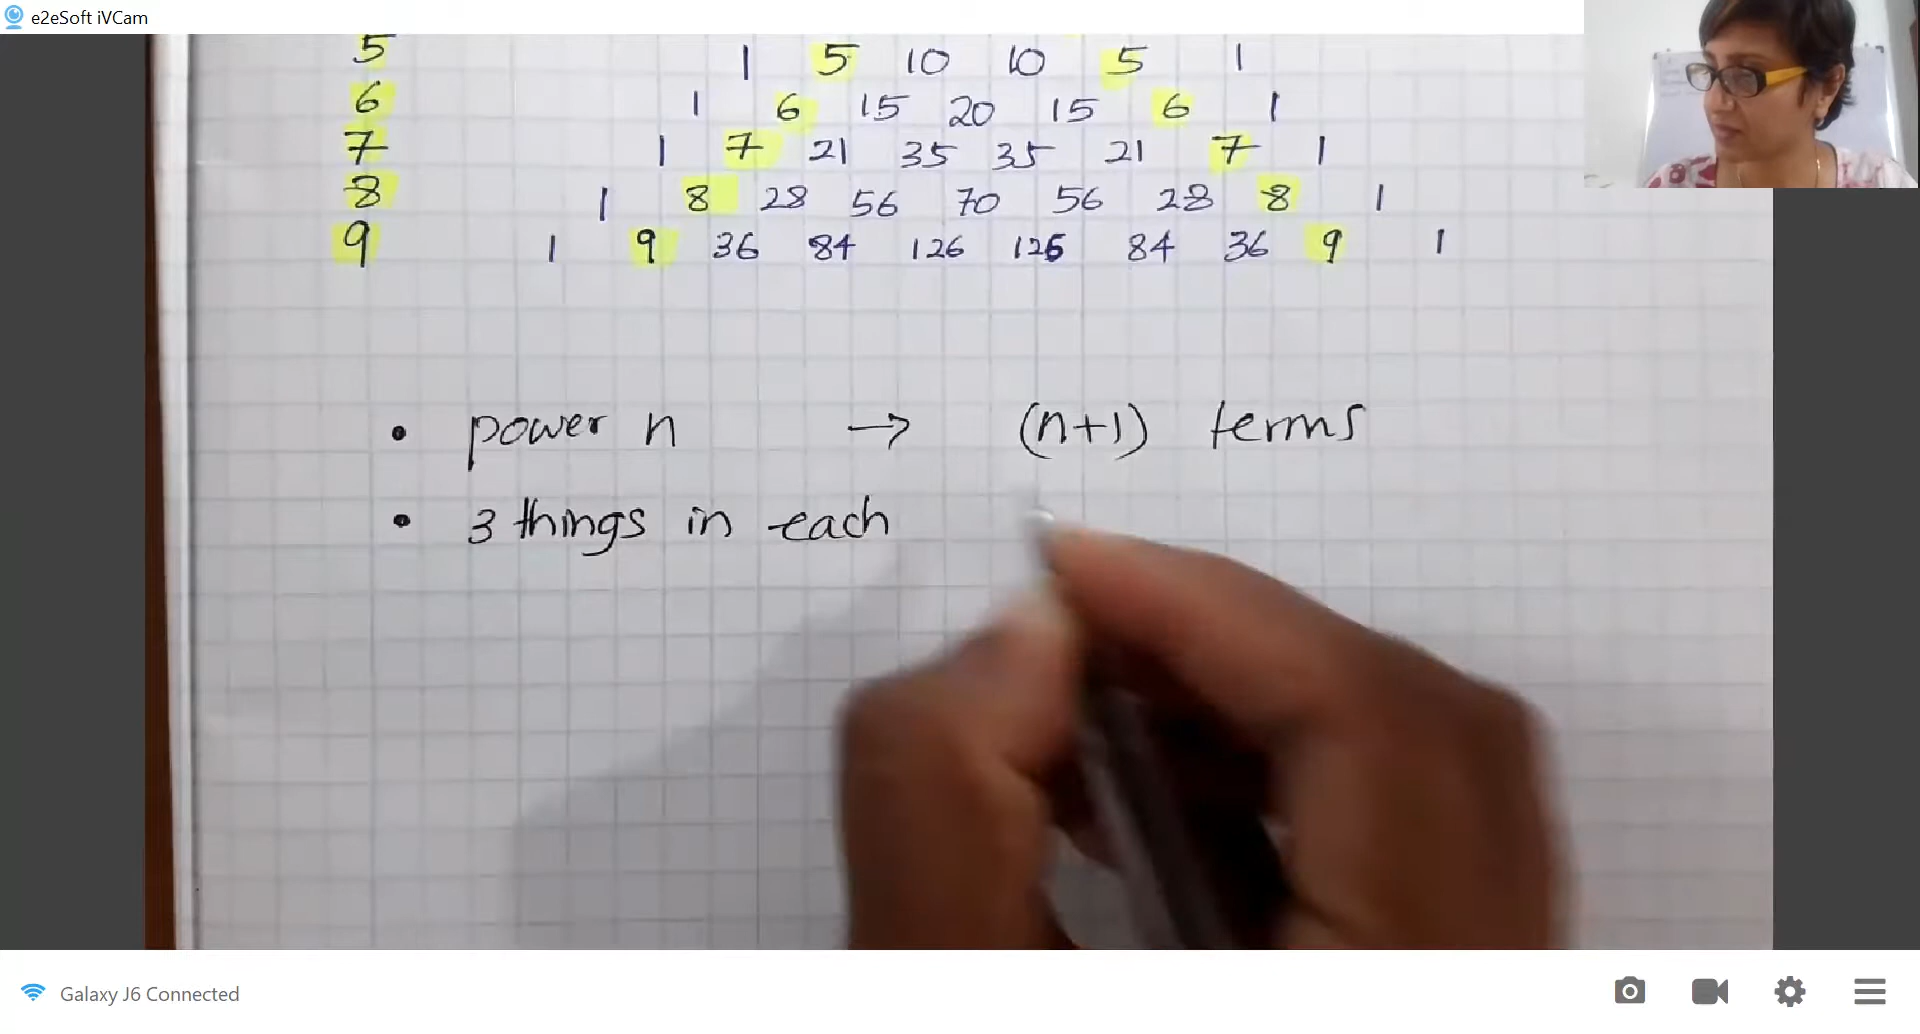 e2eSoft iVCam
5 1 5 10 10 5 1
6 1 6 15 20 15 6 1
7 1 7 21 35 35 21 7 1
8 1 8 28 56 70 56 28 8 1
9 1 9 36 84 126 126 84 36 9 1
• power n → (n+1) terms
• 3 things in each
Galaxy J6 Connected